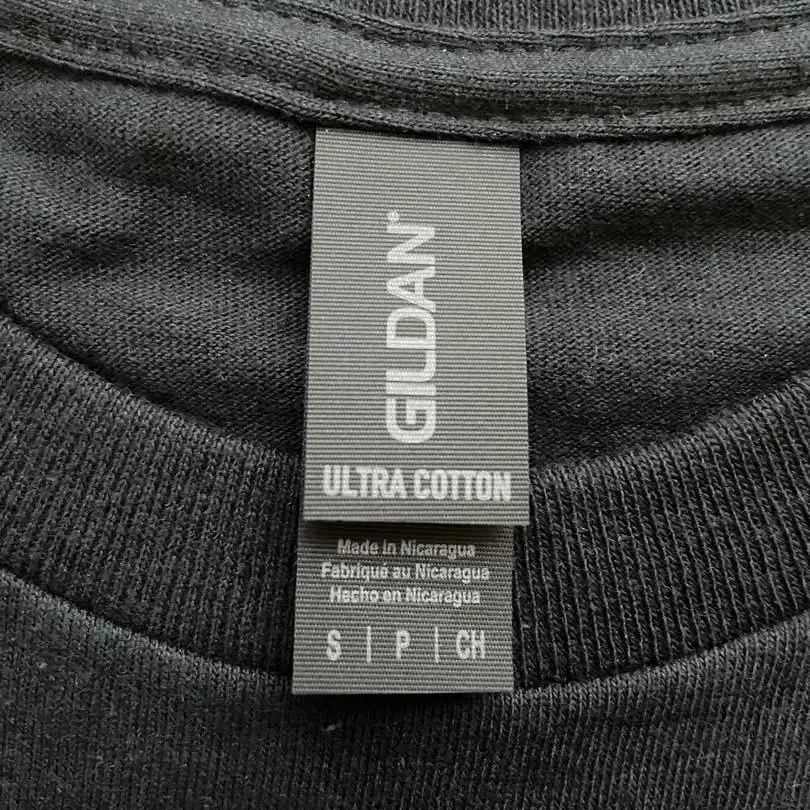 GILDAN®
ULTRA COTTON
Made in Nicaragua
Fabriqué au Nicaragua
Hecho en Nicaragua
S | P | CH